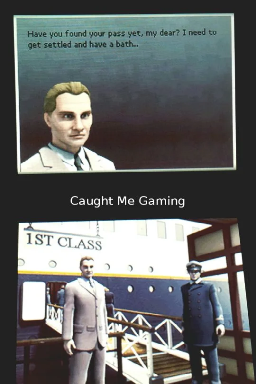 Have you found your pass yet, my dear? I need to
get settled and have a bath..
Caught Me Gaming
1ST CLASS